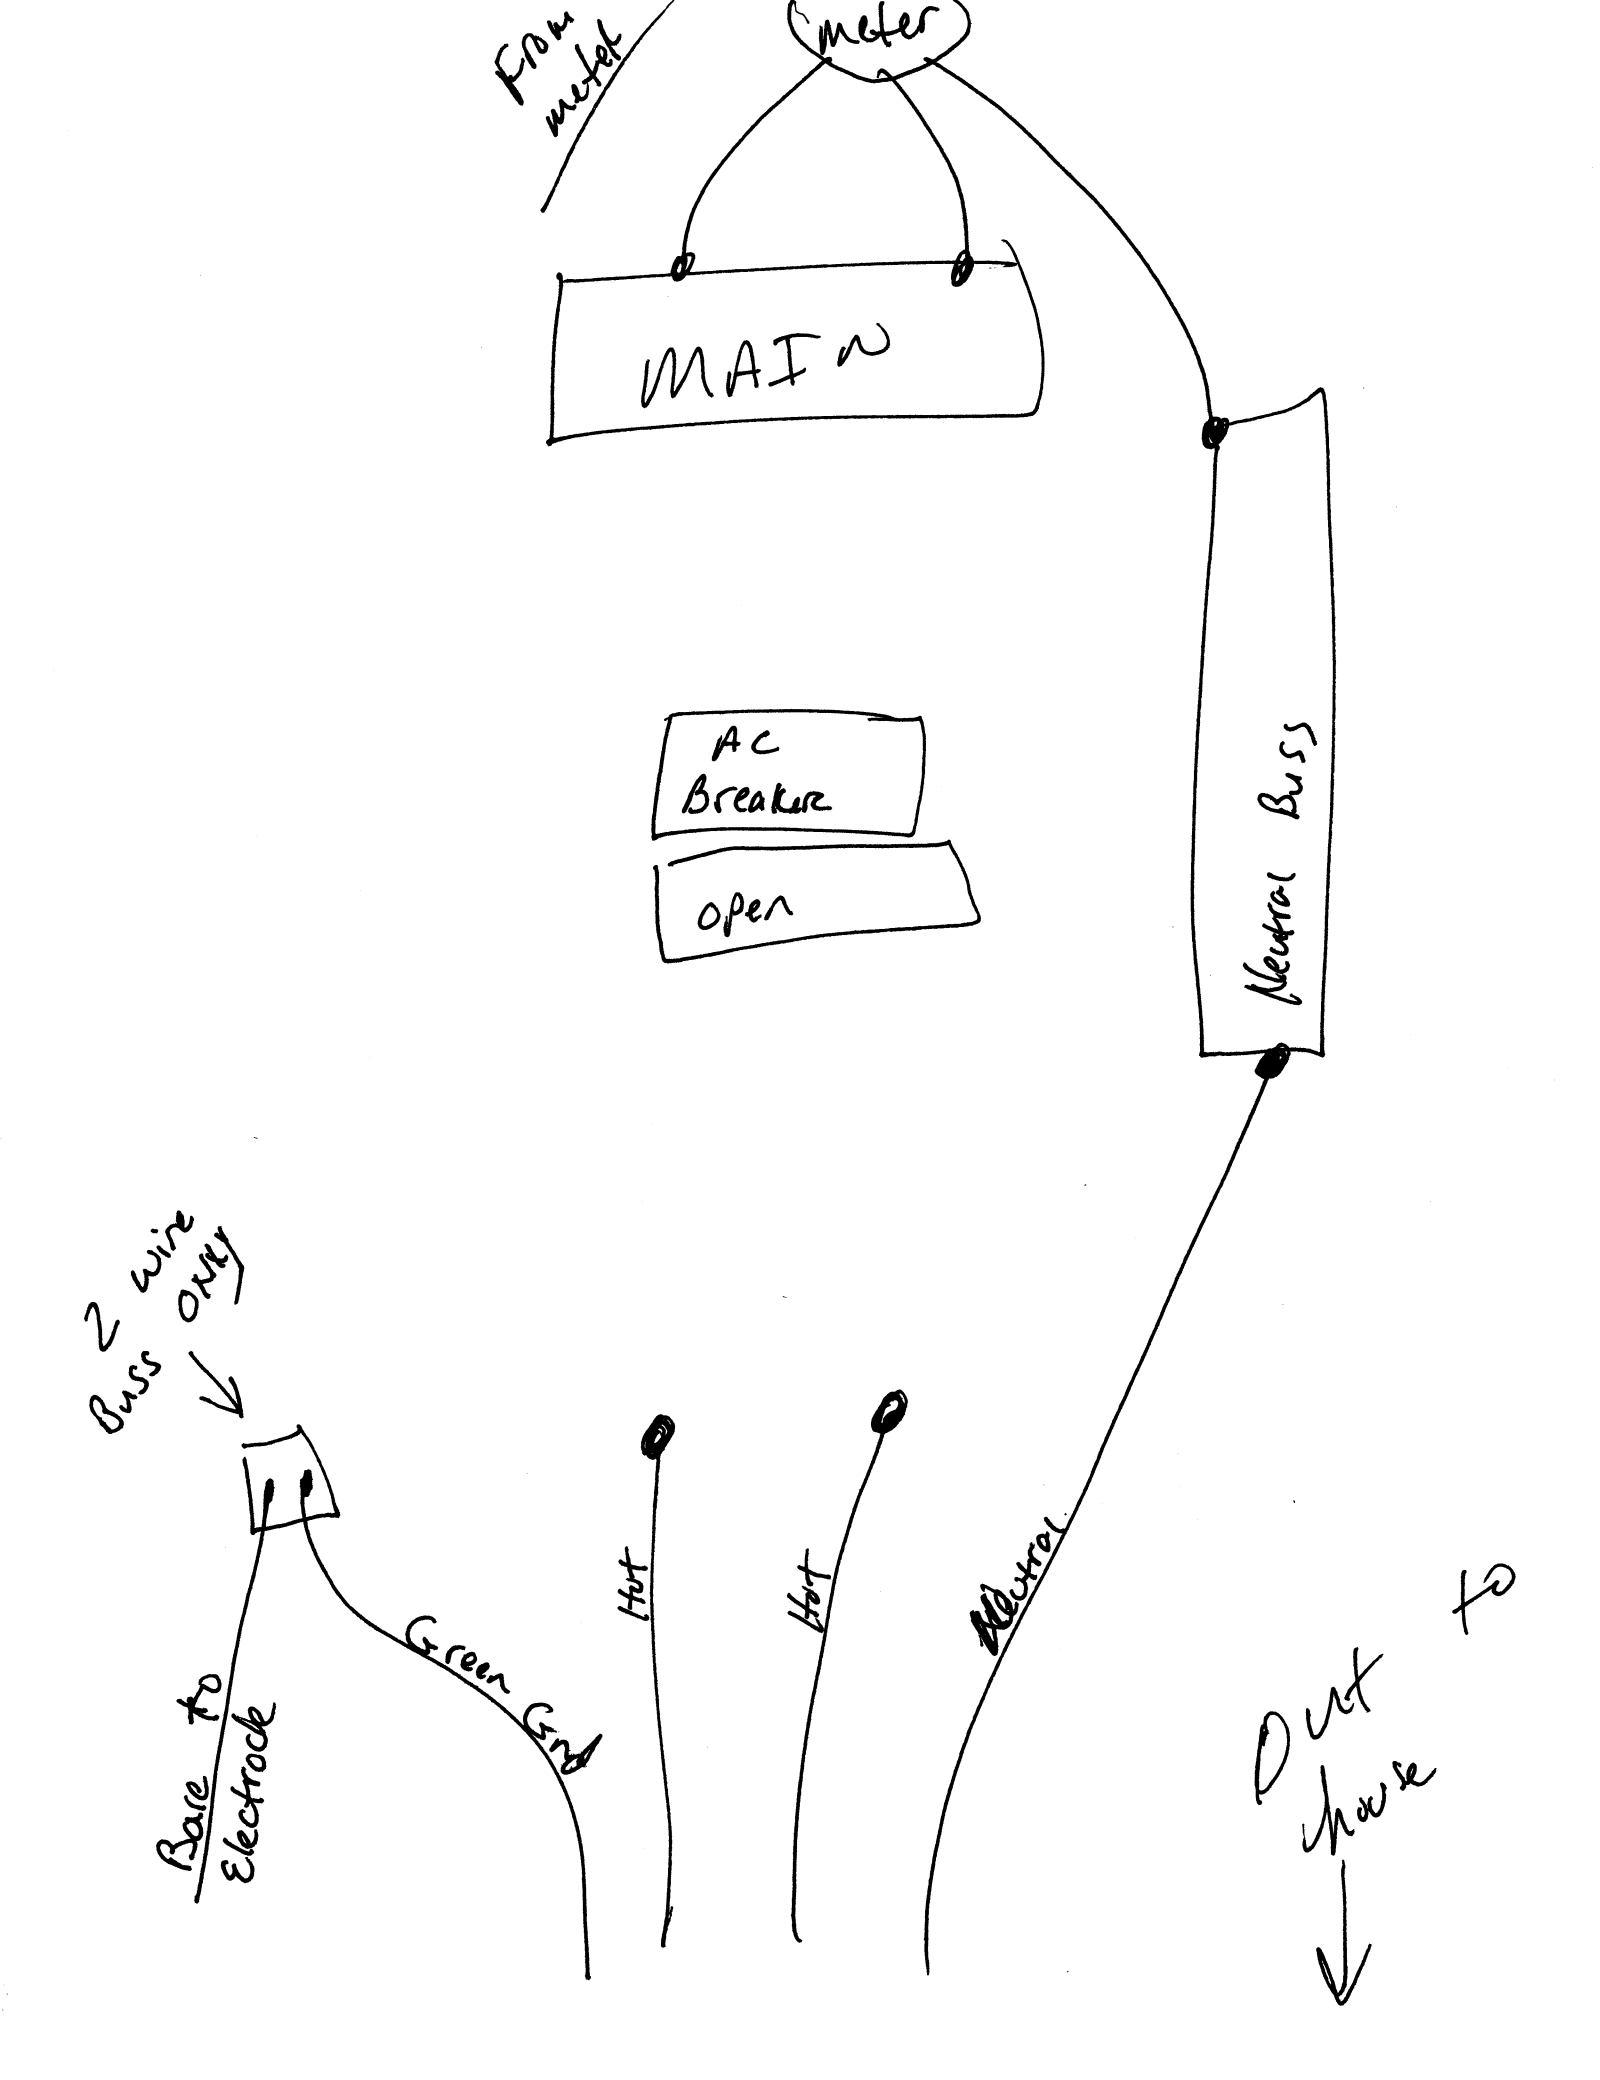 From
meter
meter
MAIN
AC
Breaker
open
Neutral Buss
2 wire
Buss ONLY
Bare to
Electrode
Green Gnd
Hot
Hot
Neutral
Out to
house